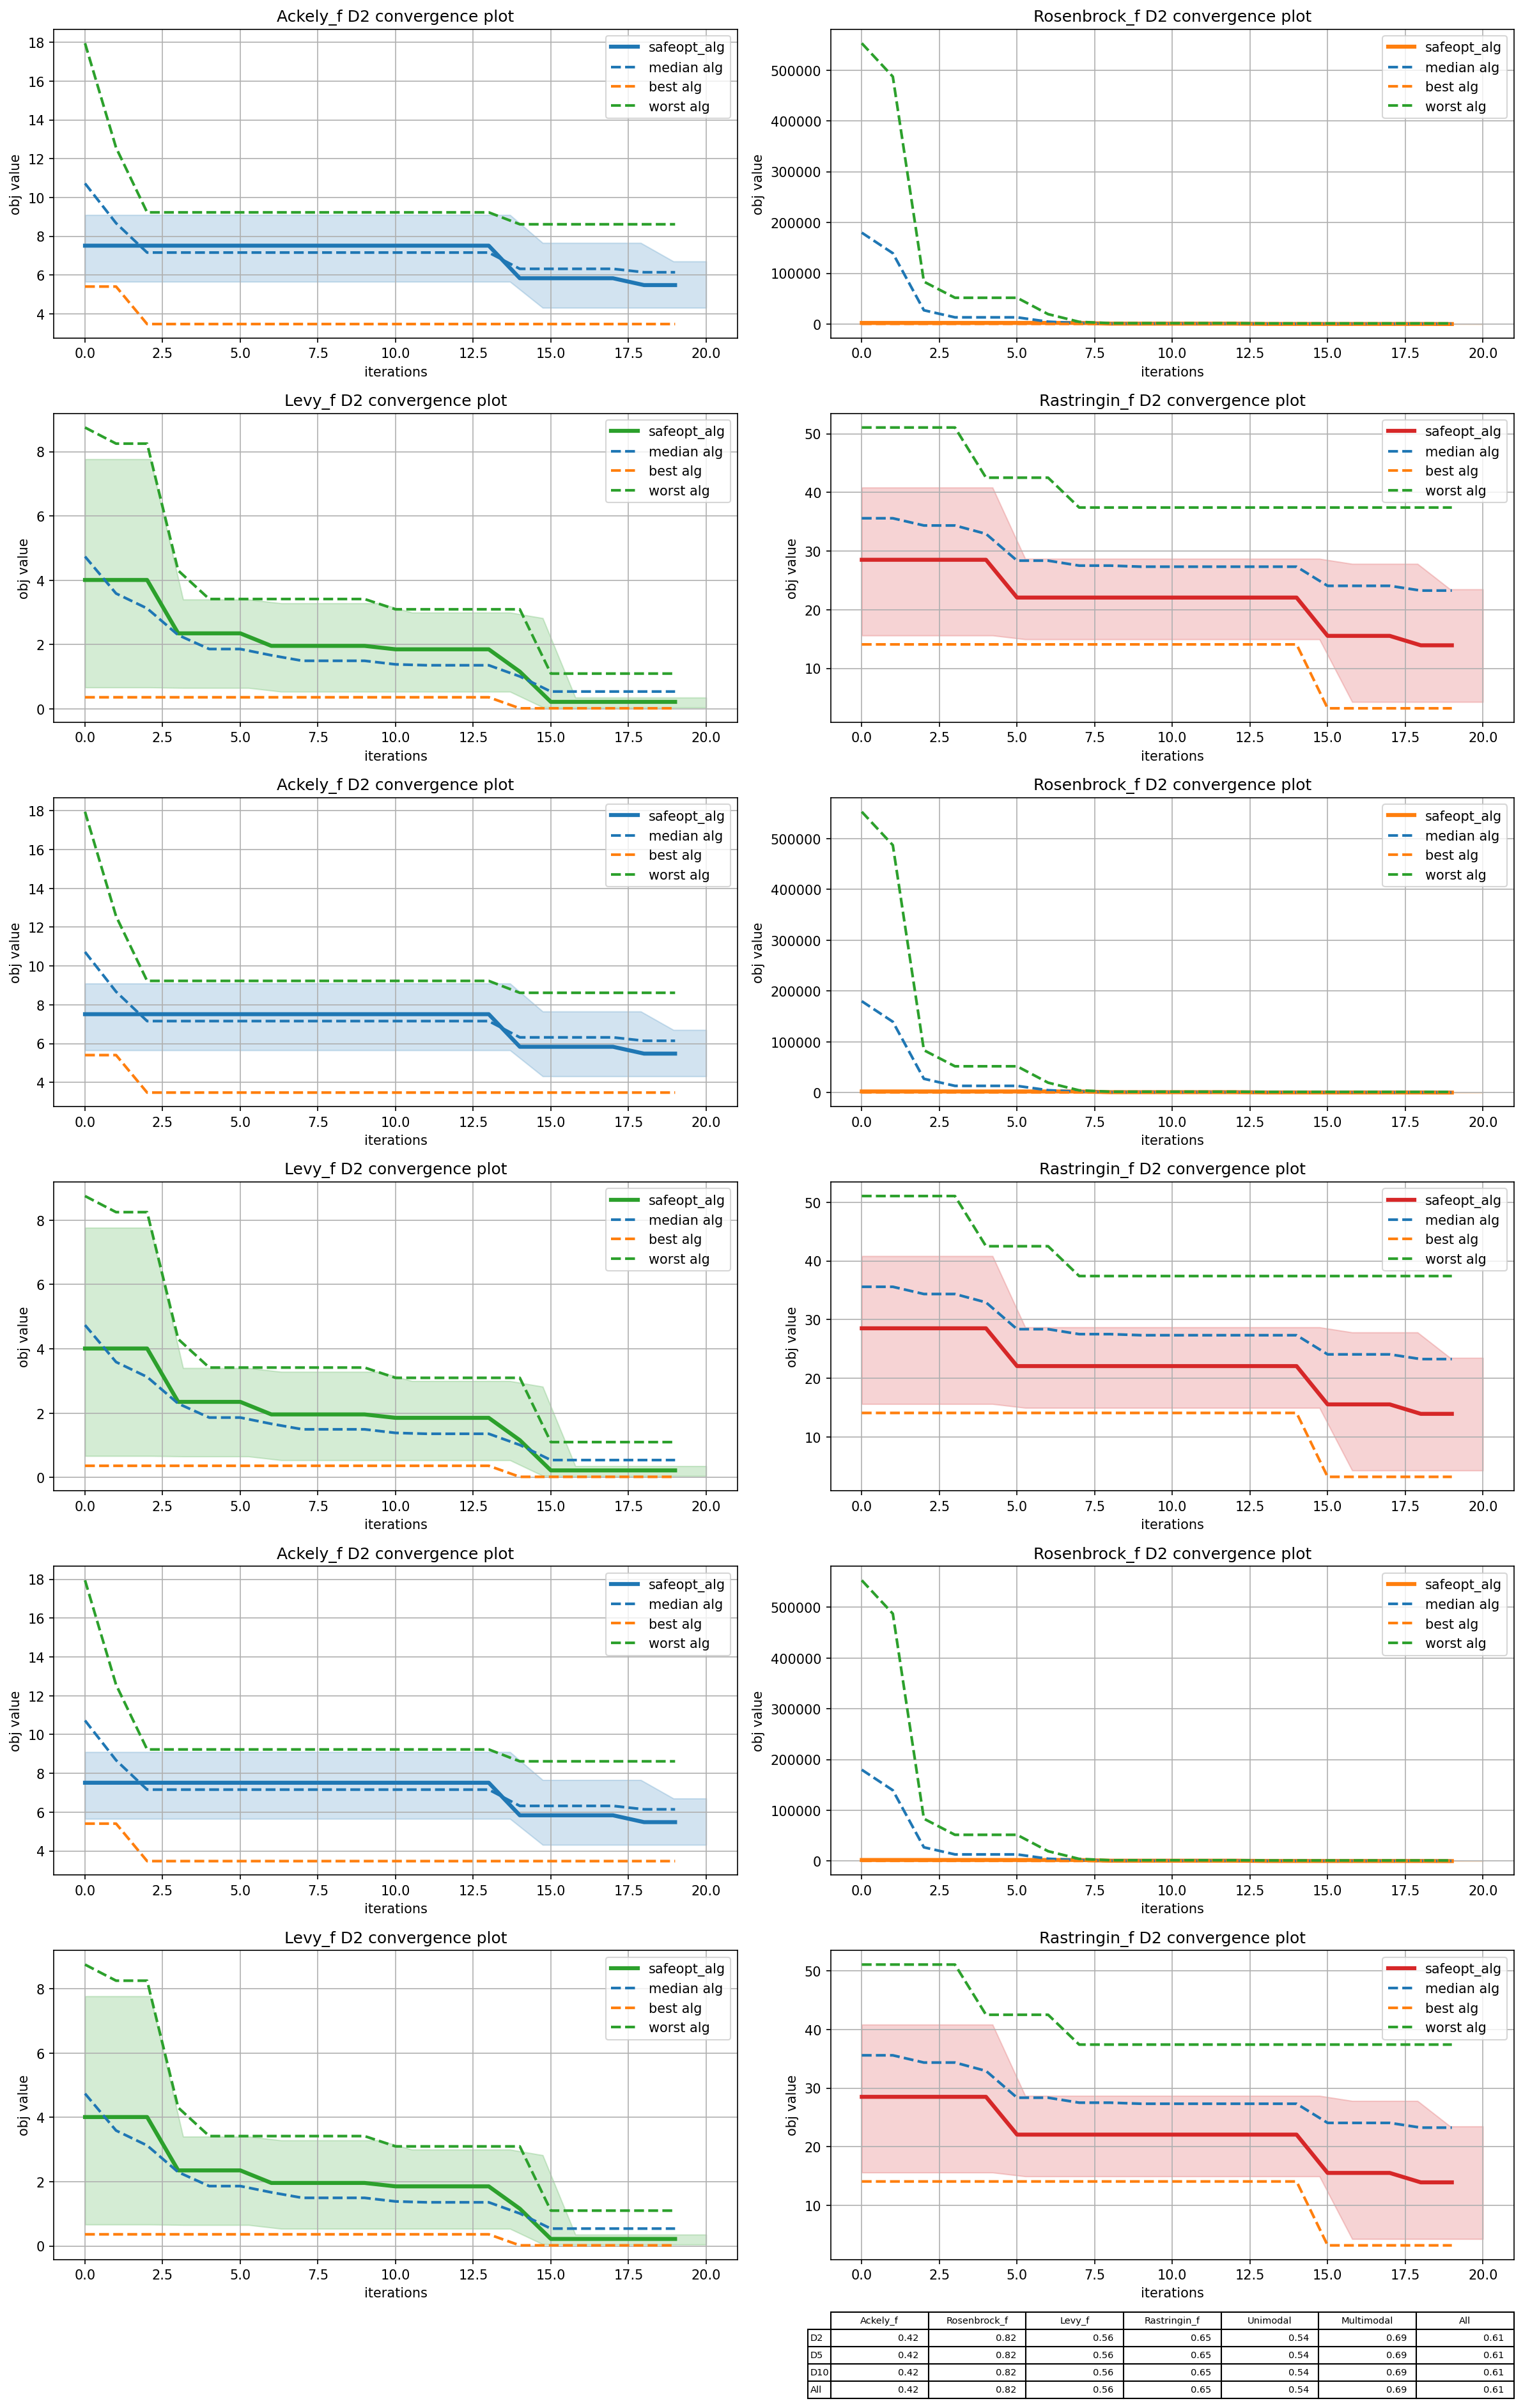 Ackely_f D2 convergence plot
obj value
18
16
14
12
10
8
6
4
safeopt_alg
median alg
best alg
worst alg
0.0 2.5 5.0 7.5 10.0 12.5 15.0 17.5 20.0
iterations
Rosenbrock_f D2 convergence plot
obj value
500000
400000
300000
200000
100000
0
safeopt_alg
median alg
best alg
worst alg
0.0 2.5 5.0 7.5 10.0 12.5 15.0 17.5 20.0
iterations
Levy_f D2 convergence plot
obj value
8
6
4
2
0
safeopt_alg
median alg
best alg
worst alg
0.0 2.5 5.0 7.5 10.0 12.5 15.0 17.5 20.0
iterations
Rastringin_f D2 convergence plot
obj value
50
40
30
20
10
safeopt_alg
median alg
best alg
worst alg
0.0 2.5 5.0 7.5 10.0 12.5 15.0 17.5 20.0
iterations
Ackely_f D2 convergence plot
obj value
18
16
14
12
10
8
6
4
safeopt_alg
median alg
best alg
worst alg
0.0 2.5 5.0 7.5 10.0 12.5 15.0 17.5 20.0
iterations
Rosenbrock_f D2 convergence plot
obj value
500000
400000
300000
200000
100000
0
safeopt_alg
median alg
best alg
worst alg
0.0 2.5 5.0 7.5 10.0 12.5 15.0 17.5 20.0
iterations
Levy_f D2 convergence plot
obj value
8
6
4
2
0
safeopt_alg
median alg
best alg
worst alg
0.0 2.5 5.0 7.5 10.0 12.5 15.0 17.5 20.0
iterations
Rastringin_f D2 convergence plot
obj value
50
40
30
20
10
safeopt_alg
median alg
best alg
worst alg
0.0 2.5 5.0 7.5 10.0 12.5 15.0 17.5 20.0
iterations
Ackely_f D2 convergence plot
obj value
18
16
14
12
10
8
6
4
safeopt_alg
median alg
best alg
worst alg
0.0 2.5 5.0 7.5 10.0 12.5 15.0 17.5 20.0
iterations
Rosenbrock_f D2 convergence plot
obj value
500000
400000
300000
200000
100000
0
safeopt_alg
median alg
best alg
worst alg
0.0 2.5 5.0 7.5 10.0 12.5 15.0 17.5 20.0
iterations
Levy_f D2 convergence plot
obj value
8
6
4
2
0
safeopt_alg
median alg
best alg
worst alg
0.0 2.5 5.0 7.5 10.0 12.5 15.0 17.5 20.0
iterations
Rastringin_f D2 convergence plot
obj value
50
40
30
20
10
safeopt_alg
median alg
best alg
worst alg
0.0 2.5 5.0 7.5 10.0 12.5 15.0 17.5 20.0
iterations
Ackely_f Rosenbrock_f Levy_f Rastringin_f Unimodal Multimodal All
D2 0.42 0.82 0.56 0.65 0.54 0.69 0.61
D5 0.42 0.82 0.56 0.65 0.54 0.69 0.61
D10 0.42 0.82 0.56 0.65 0.54 0.69 0.61
All 0.42 0.82 0.56 0.65 0.54 0.69 0.61